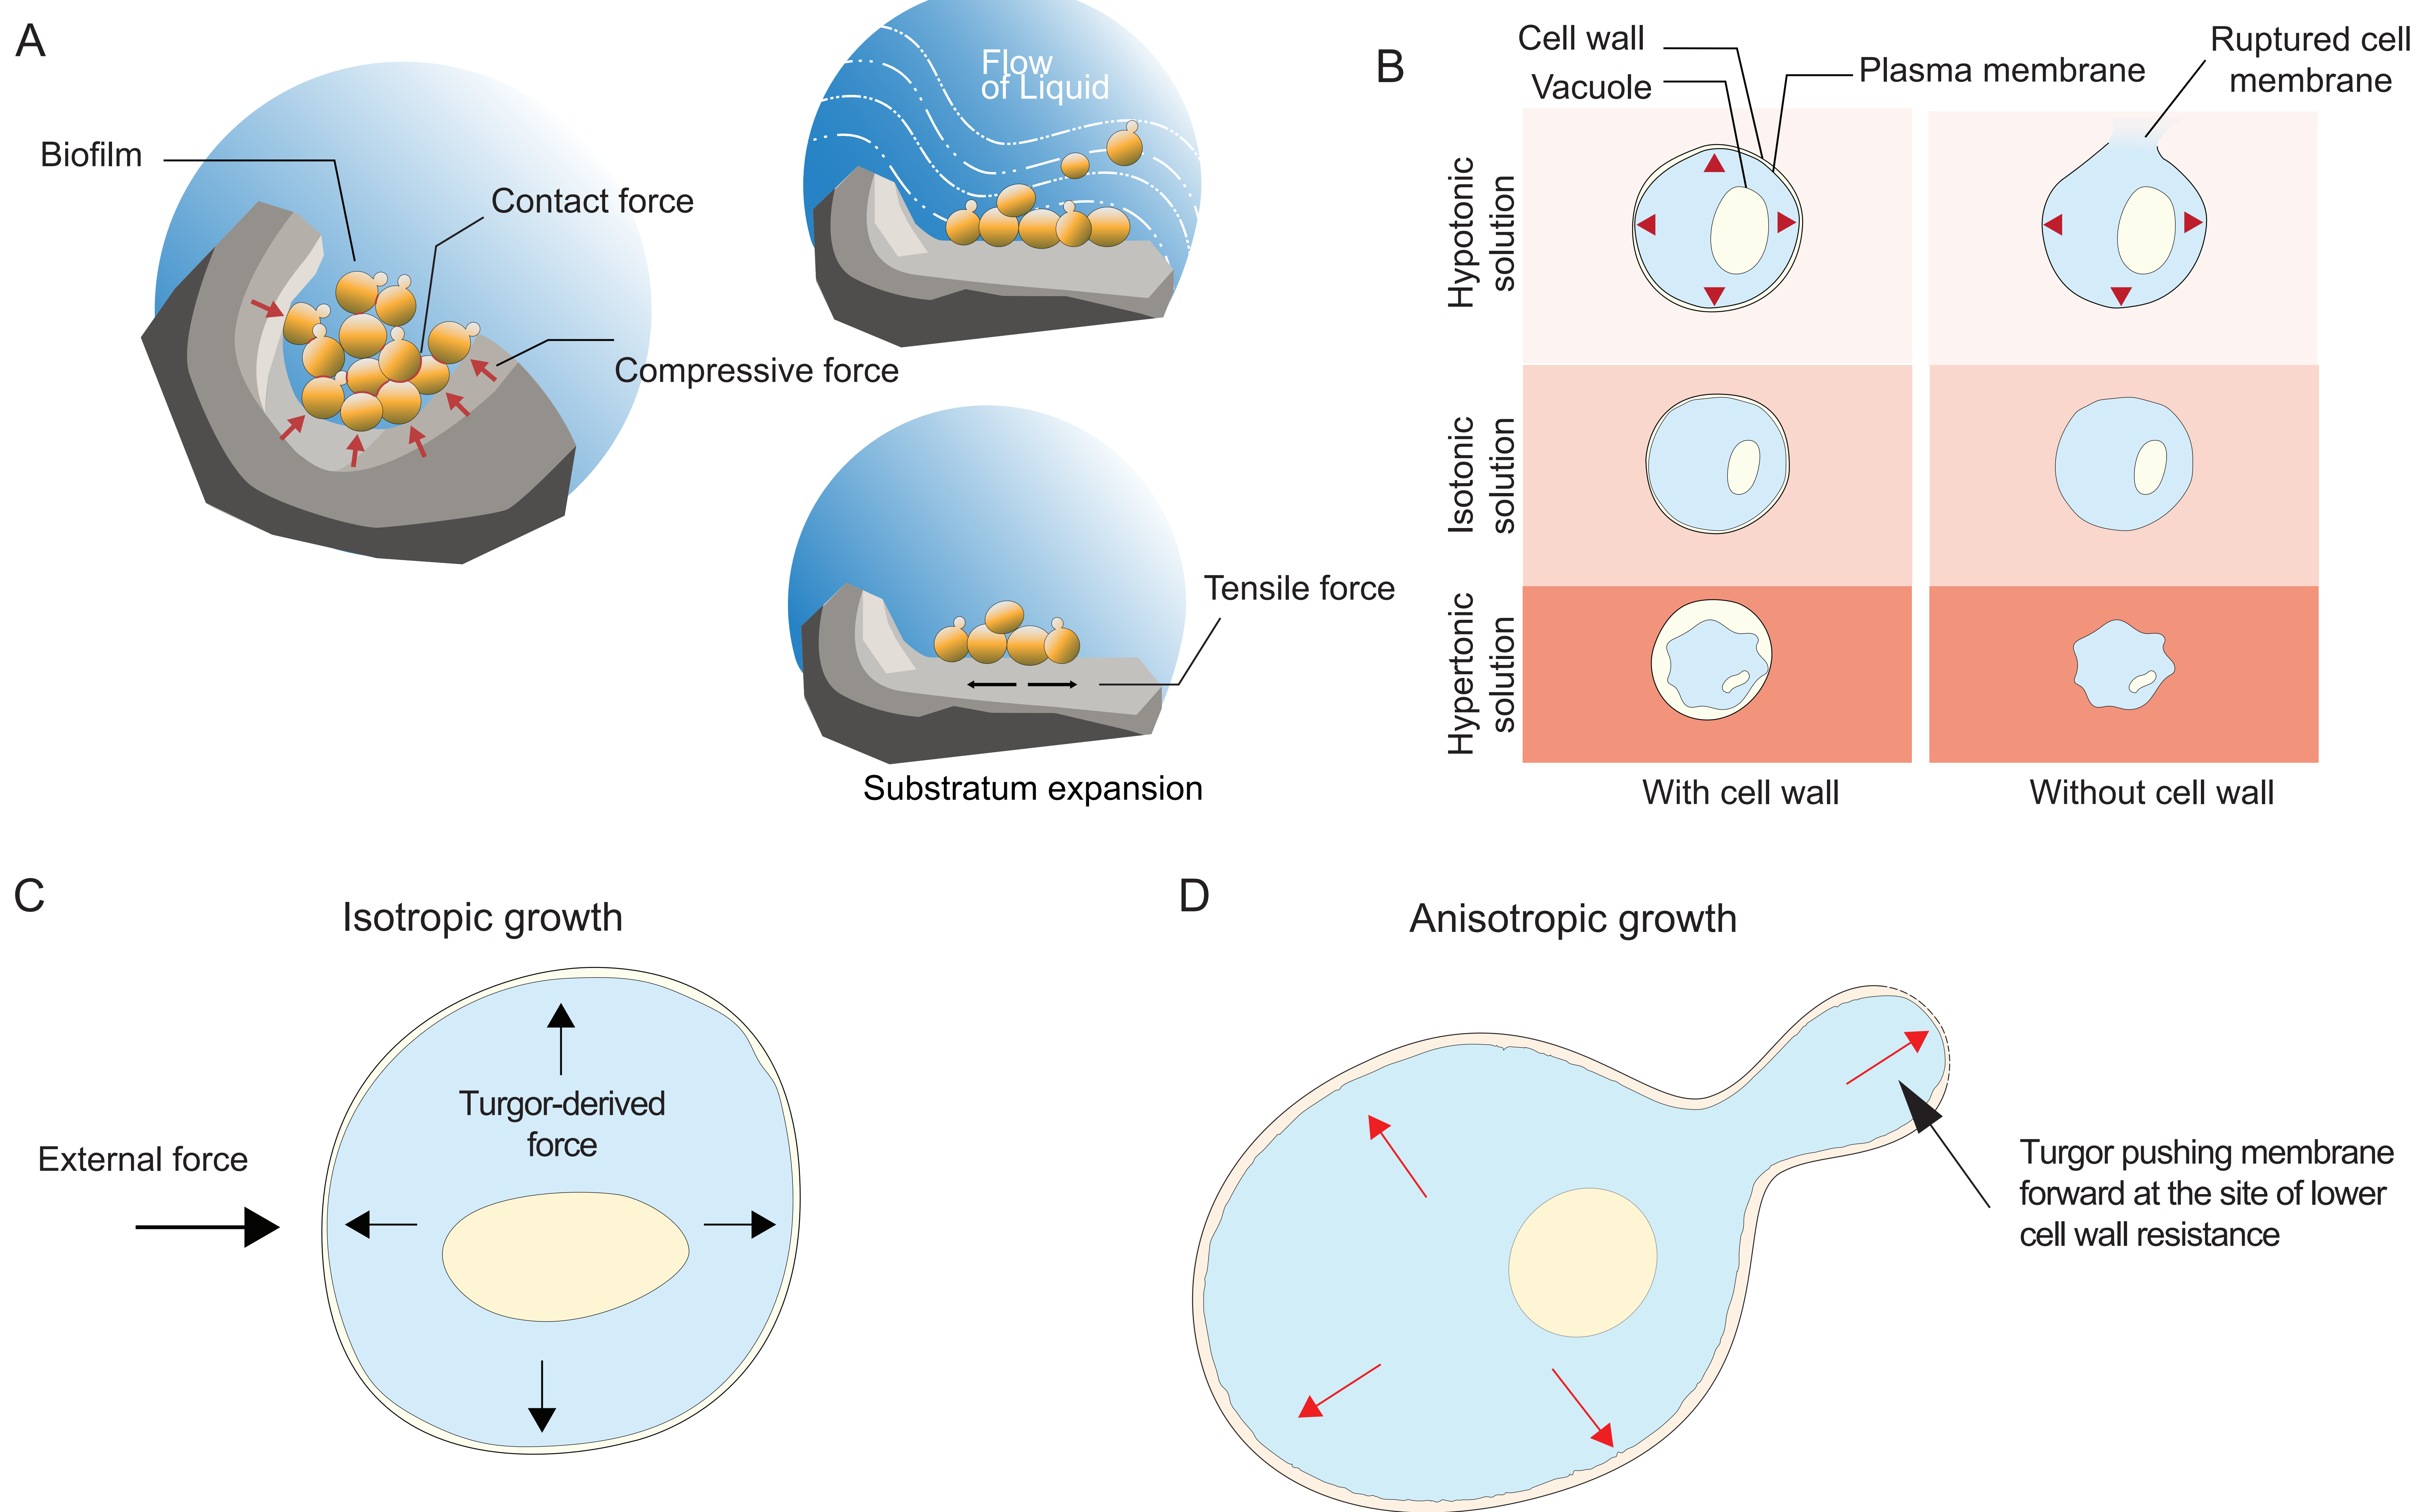 A
Biofilm
Contact force
Compressive force
Flow
of Liquid
Tensile force
Substratum expansion
B
Cell wall
Vacuole
Plasma membrane
Ruptured cell
membrane
Hypotonic
solution
Isotonic
solution
Hypertonic
solution
With cell wall
Without cell wall
C
Isotropic growth
External force
Turgor-derived
force
D
Anisotropic growth
Turgor pushing membrane
forward at the site of lower
cell wall resistance